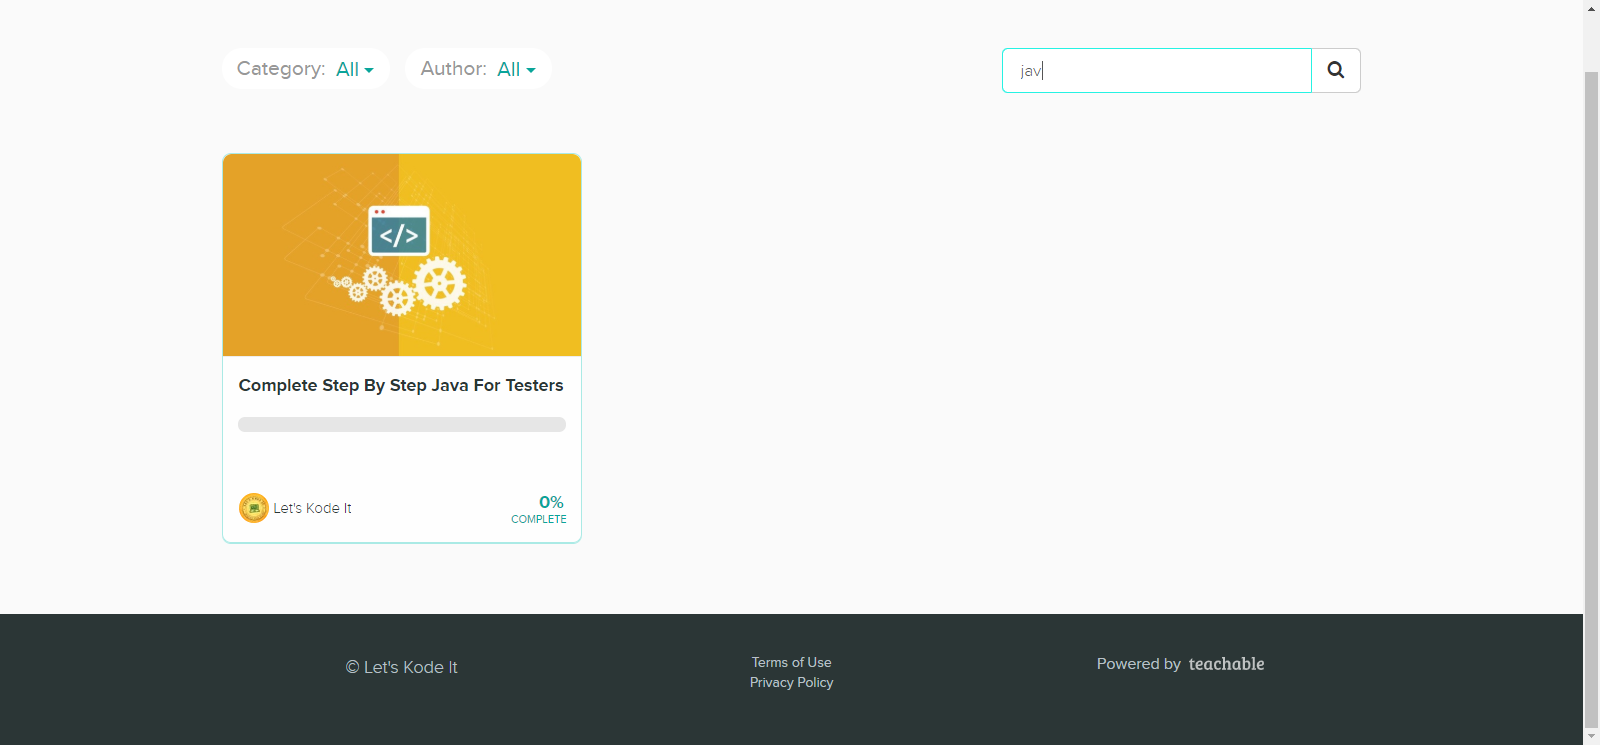 Category: All
Author: All
jav
</>
Complete Step By Step Java For Testers
Let's Kode It
0%
COMPLETE
© Let's Kode It
Terms of Use
Privacy Policy
Powered by teachable